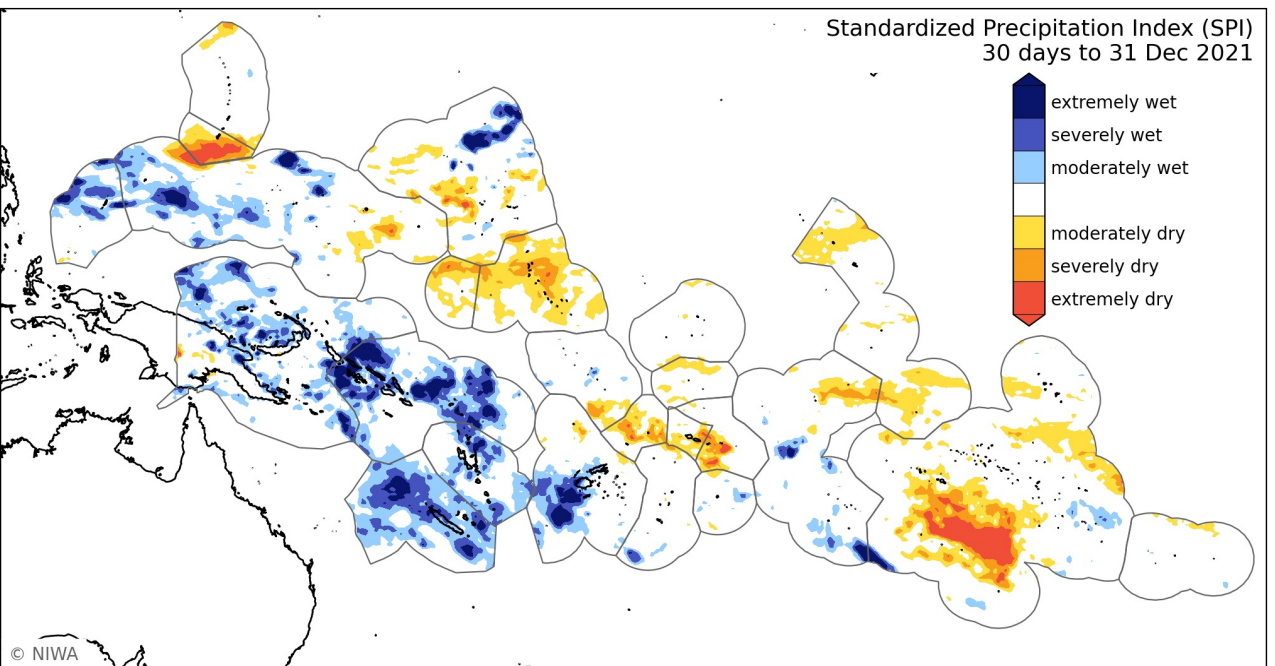 Standardized Precipitation Index (SPI)
30 days to 31 Dec 2021
extremely wet
severely wet
moderately wet
moderately dry
severely dry
extremely dry
© NIWA